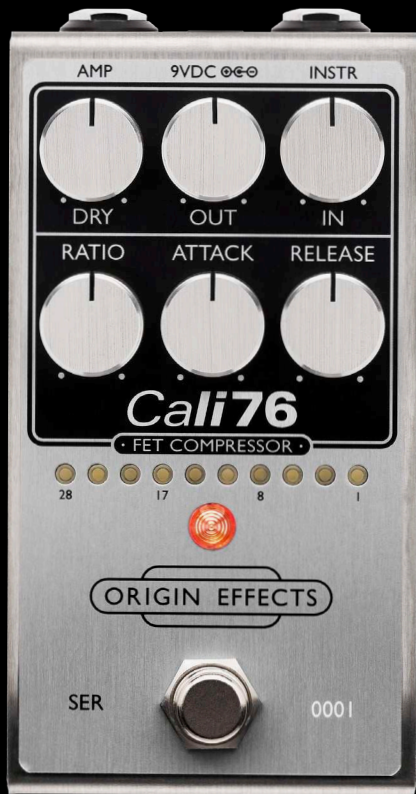 AMP 9VDC INSTR
DRY OUT IN
RATIO ATTACK RELEASE
Cali76
FET COMPRESSOR
28 17 8 1
ORIGIN EFFECTS
SER 0001